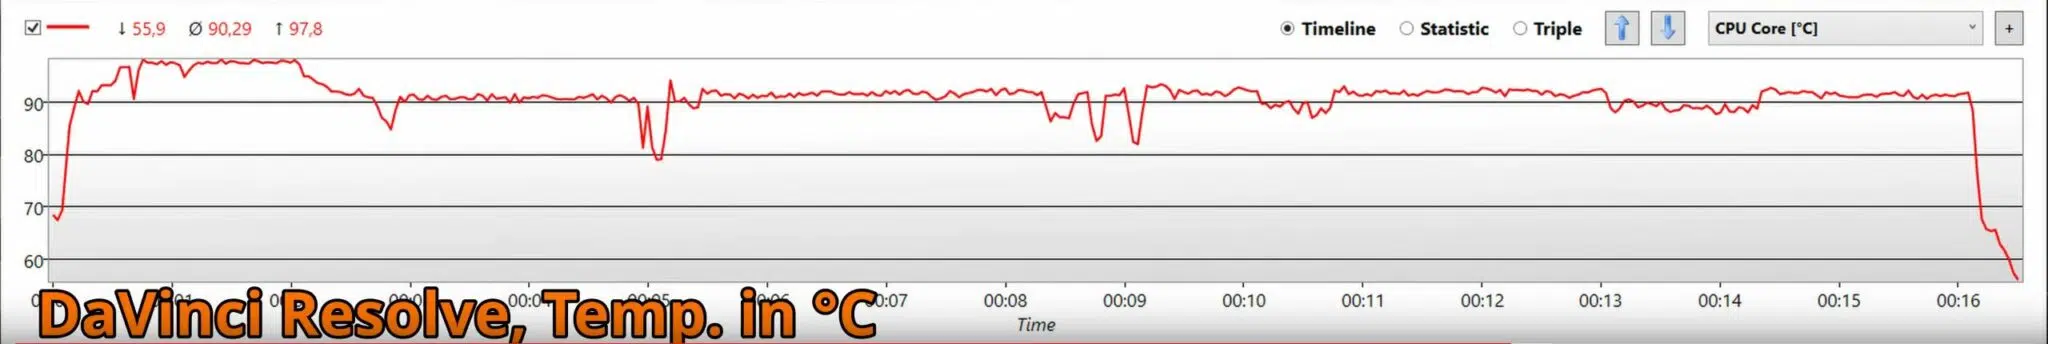 ↓ 55,9 Ø 90,29 ↑ 97,8 Timeline Statistic Triple CPU Core [°C] +
90
80
70
60
00:07 00:08 00:09 00:10 00:11 00:12 00:13 00:14 00:15 00:16
DaVinci Resolve, Temp. in °C
Time